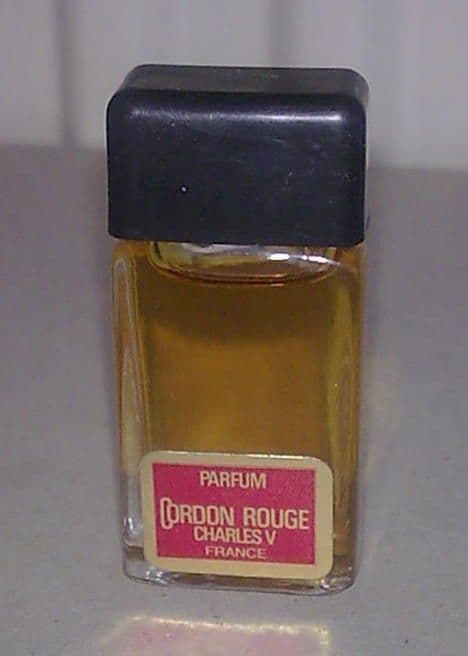 PARFUM
CORDON ROUGE
CHARLES V
FRANCE